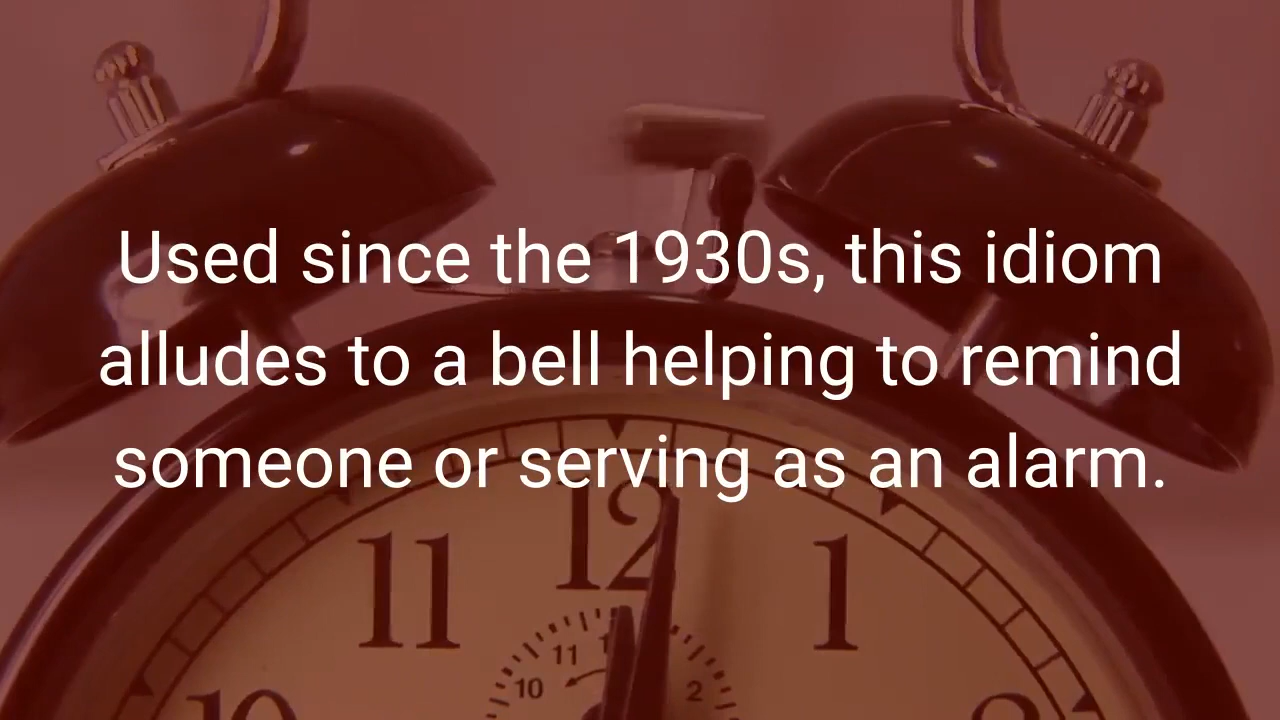 Used since the 1930s, this idiom
alludes to a bell helping to remind
someone or serving as an alarm.
12
11
1
11
10
2